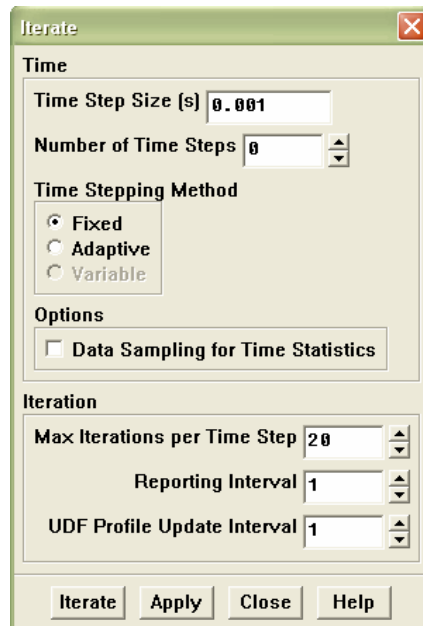 Iterate
Time
Time Step Size (s) 0.001
Number of Time Steps 0
Time Stepping Method
Fixed
Adaptive
Variable
Options
Data Sampling for Time Statistics
Iteration
Max Iterations per Time Step 20
Reporting Interval 1
UDF Profile Update Interval 1
Iterate Apply Close Help